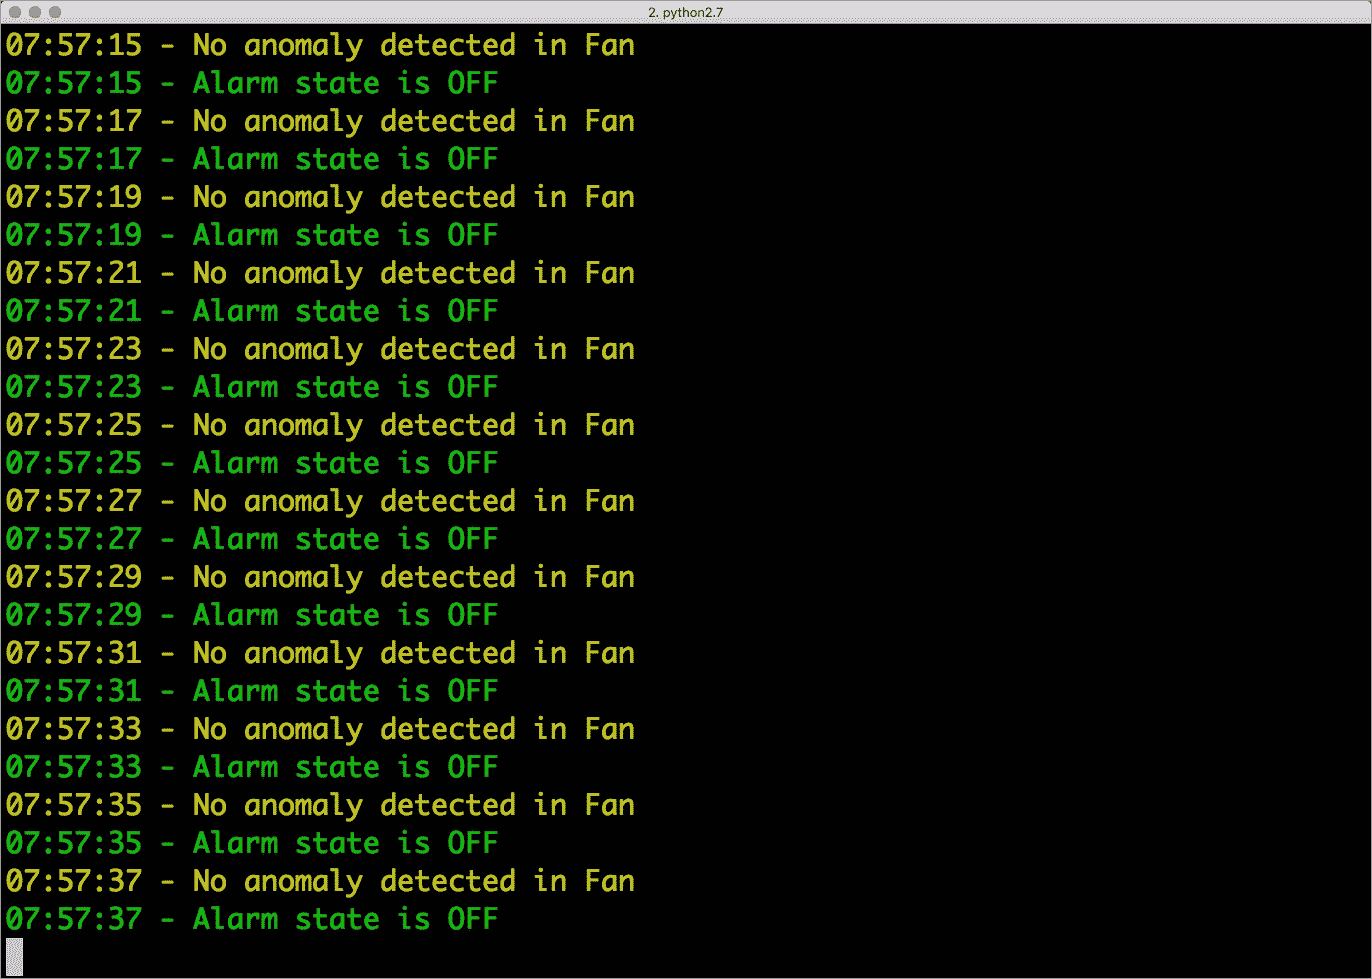 2. python2.7
07:57:15 - No anomaly detected in Fan
07:57:15 - Alarm state is OFF
07:57:17 - No anomaly detected in Fan
07:57:17 - Alarm state is OFF
07:57:19 - No anomaly detected in Fan
07:57:19 - Alarm state is OFF
07:57:21 - No anomaly detected in Fan
07:57:21 - Alarm state is OFF
07:57:23 - No anomaly detected in Fan
07:57:23 - Alarm state is OFF
07:57:25 - No anomaly detected in Fan
07:57:25 - Alarm state is OFF
07:57:27 - No anomaly detected in Fan
07:57:27 - Alarm state is OFF
07:57:29 - No anomaly detected in Fan
07:57:29 - Alarm state is OFF
07:57:31 - No anomaly detected in Fan
07:57:31 - Alarm state is OFF
07:57:33 - No anomaly detected in Fan
07:57:33 - Alarm state is OFF
07:57:35 - No anomaly detected in Fan
07:57:35 - Alarm state is OFF
07:57:37 - No anomaly detected in Fan
07:57:37 - Alarm state is OFF